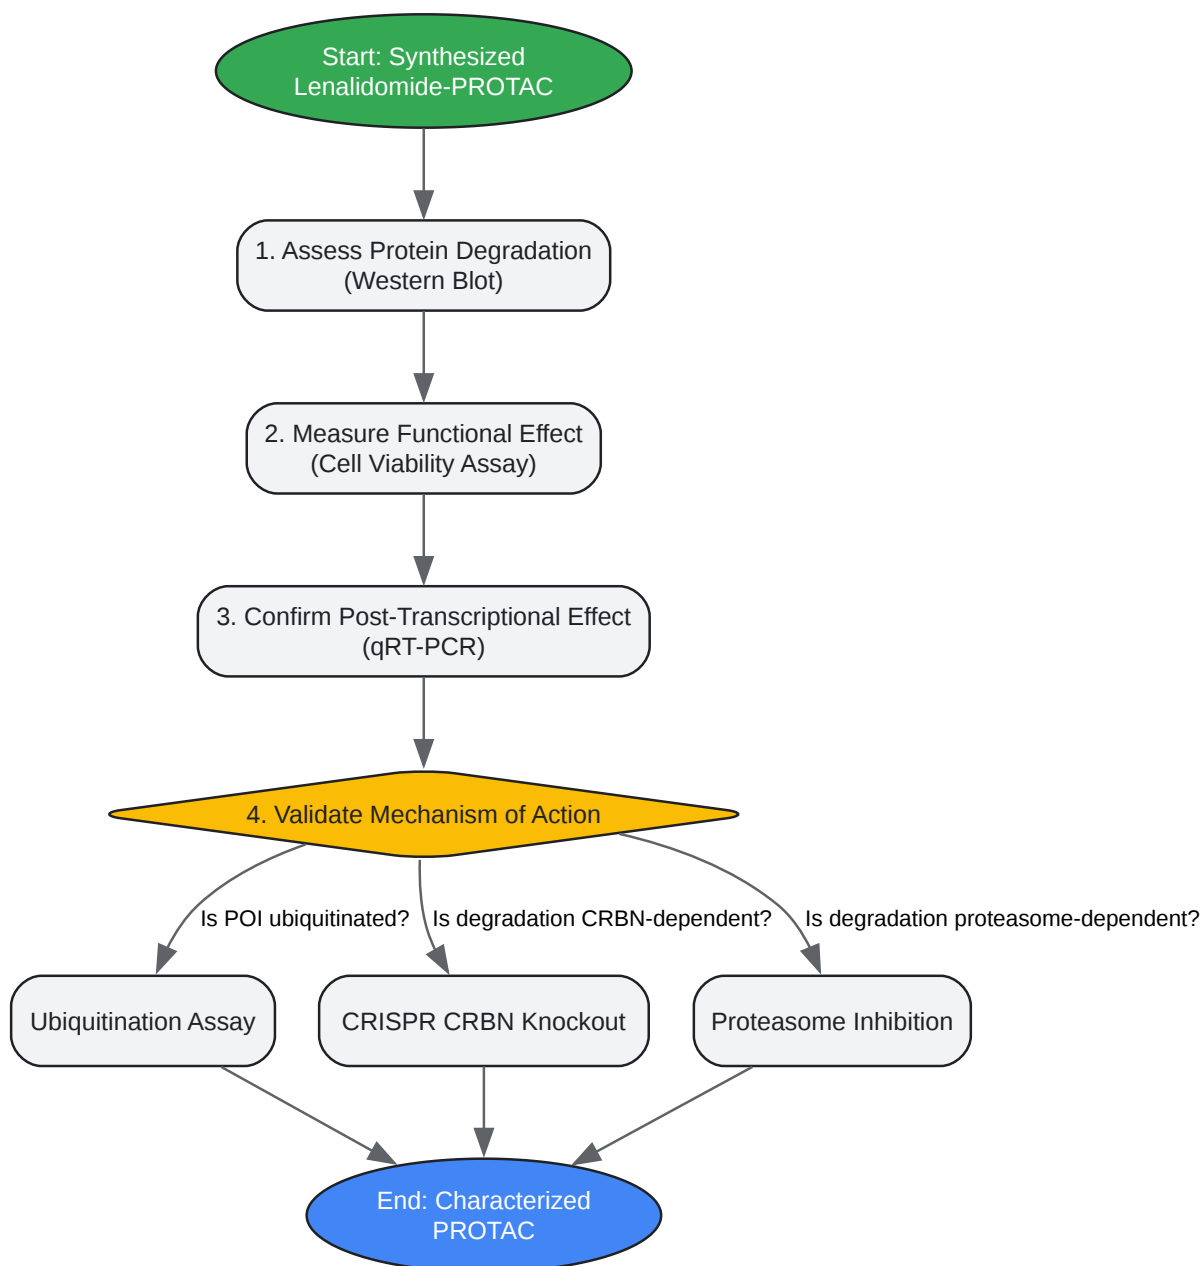 Start: Synthesized
Lenalidomide-PROTAC
1. Assess Protein Degradation
(Western Blot)
2. Measure Functional Effect
(Cell Viability Assay)
3. Confirm Post-Transcriptional Effect
(qRT-PCR)
4. Validate Mechanism of Action
Is POI ubiquitinated?
Is degradation CRBN-dependent?
Is degradation proteasome-dependent?
Ubiquitination Assay
CRISPR CRBN Knockout
Proteasome Inhibition
End: Characterized
PROTAC